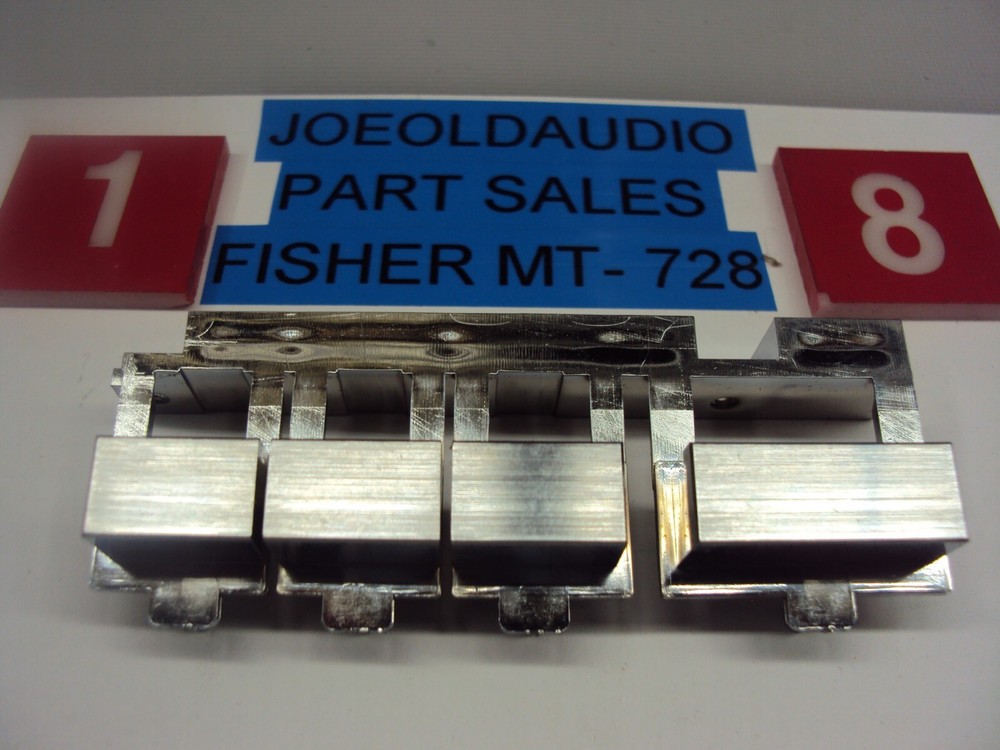 JOEOLDAUDIO
PART SALES
FISHER MT- 728
1
8